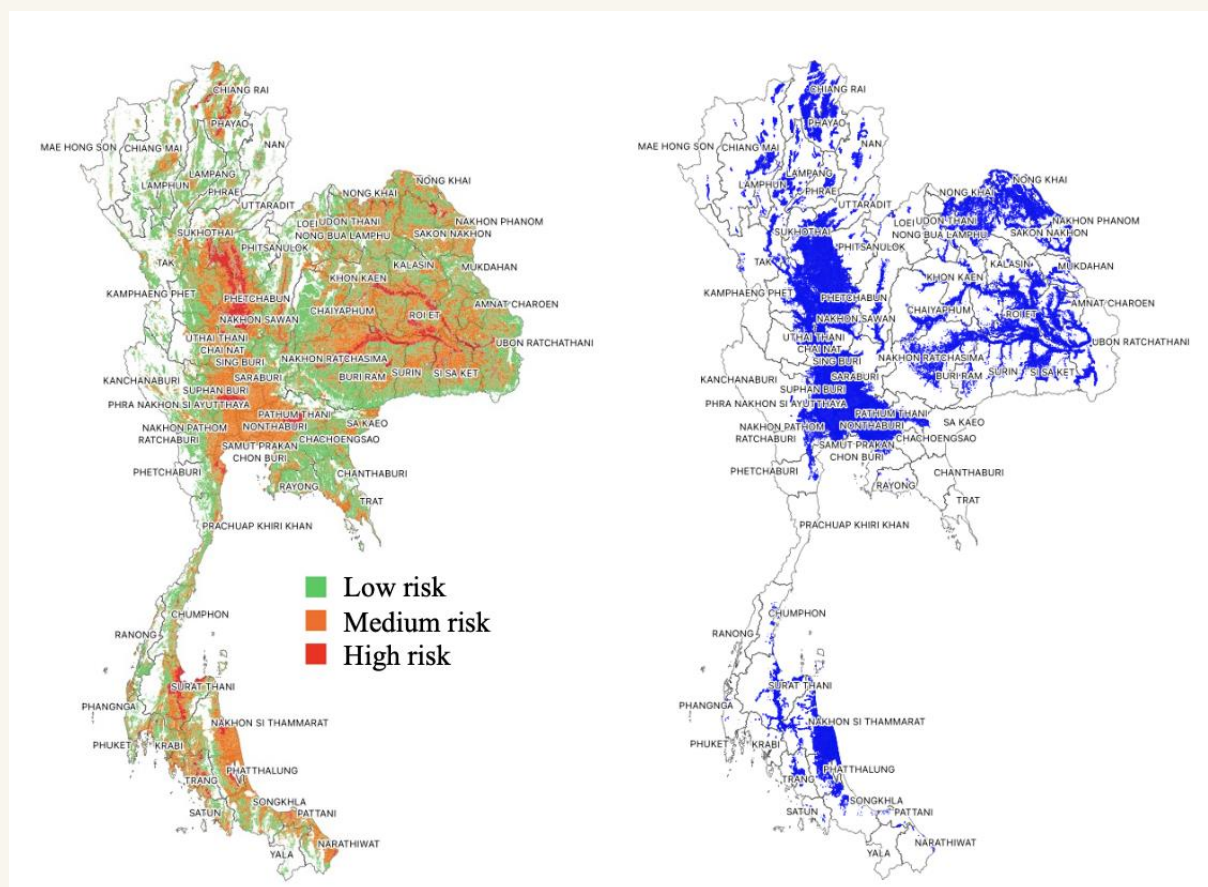 CHIANG RAI
PHAYAO
MAE HONG SON
CHIANG MAI
NAN
LAMPANG
LAMPHUN
PHRAE
UTTARADIT
NONG KHAI
NONG KHAI
LOEI
UDON THANI
NAKHON PHANOM
SUKHOTHAI
NONG BUA LAMPHU
SAKON NAKHON
PHITSANULOK
TAK
KALASIN
MUKDAHAN
KHON KAEN
KAMPHAENG PHET
PHETCHABUN
AMNAT CHAROEN
CHAIYAPHUM
ROI ET
NAKHON SAWAN
UTHAI THANI
UBON RATCHATHANI
CHAI NAT
SING BURI
NAKHON RATCHASIMA
KANCHANABURI
SARABURI
BURI RAM
SURIN
SI SA KET
SUPHAN BURI
PHRA NAKHON SI AYUTTHAYA
PATHUM THANI
SA KAEO
NAKHON PATHOM
NONTHABURI
RATCHABURI
CHACHOENGSAO
SAMUT PRAKAN
CHON BURI
PHETCHABURI
CHANTHABURI
RAYONG
TRAT
PRACHUAP KHIRI KHAN
Low risk
Medium risk
High risk
CHUMPHON
RANONG
SURAT THANI
PHANGNGA
NAKHON SI THAMMARAT
PHUKET
KRABI
PHATTHALUNG
TRANG
SONGKHLA
SATUN
PATTANI
NARATHIWAT
YALA
CHIANG RAI
PHAYAO
MAE HONG SON
CHIANG MAI
NAN
LAMPANG
LAMPHUN
PHRAE
UTTARADIT
NONG KHAI
NONG KHAI
LOEI
UDON THANI
NAKHON PHANOM
SUKHOTHAI
NONG BUA LAMPHU
SAKON NAKHON
PHITSANULOK
TAK
KALASIN
MUKDAHAN
KHON KAEN
KAMPHAENG PHET
PHETCHABUN
AMNAT CHAROEN
CHAIYAPHUM
ROI ET
NAKHON SAWAN
UTHAI THANI
UBON RATCHATHANI
CHAI NAT
SING BURI
NAKHON RATCHASIMA
KANCHANABURI
SARABURI
BURI RAM
SURIN
SI SA KET
SUPHAN BURI
PHRA NAKHON SI AYUTTHAYA
PATHUM THANI
SA KAEO
NAKHON PATHOM
NONTHABURI
RATCHABURI
CHACHOENGSAO
SAMUT PRAKAN
CHON BURI
PHETCHABURI
CHANTHABURI
RAYONG
TRAT
PRACHUAP KHIRI KHAN
CHUMPHON
RANONG
SURAT THANI
PHANGNGA
NAKHON SI THAMMARAT
PHUKET
KRABI
PHATTHALUNG
TRANG
SONGKHLA
SATUN
PATTANI
NARATHIWAT
YALA